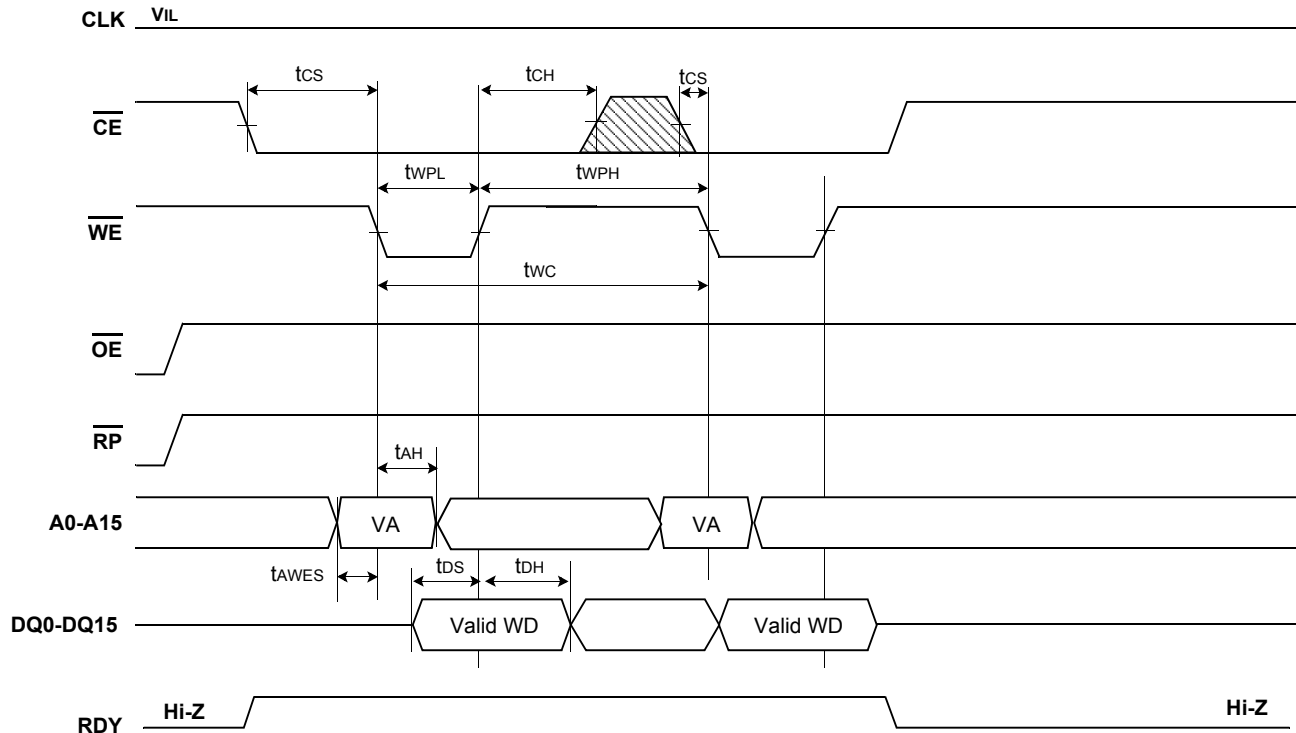 CLK VIL
tCS tCH tCS
CE
tWPL tWPH
WE
tWC
OE
RP
tAH
A0-A15 VA VA
tAWES tDS tDH
DQ0-DQ15 Valid WD Valid WD
Hi-Z Hi-Z
RDY